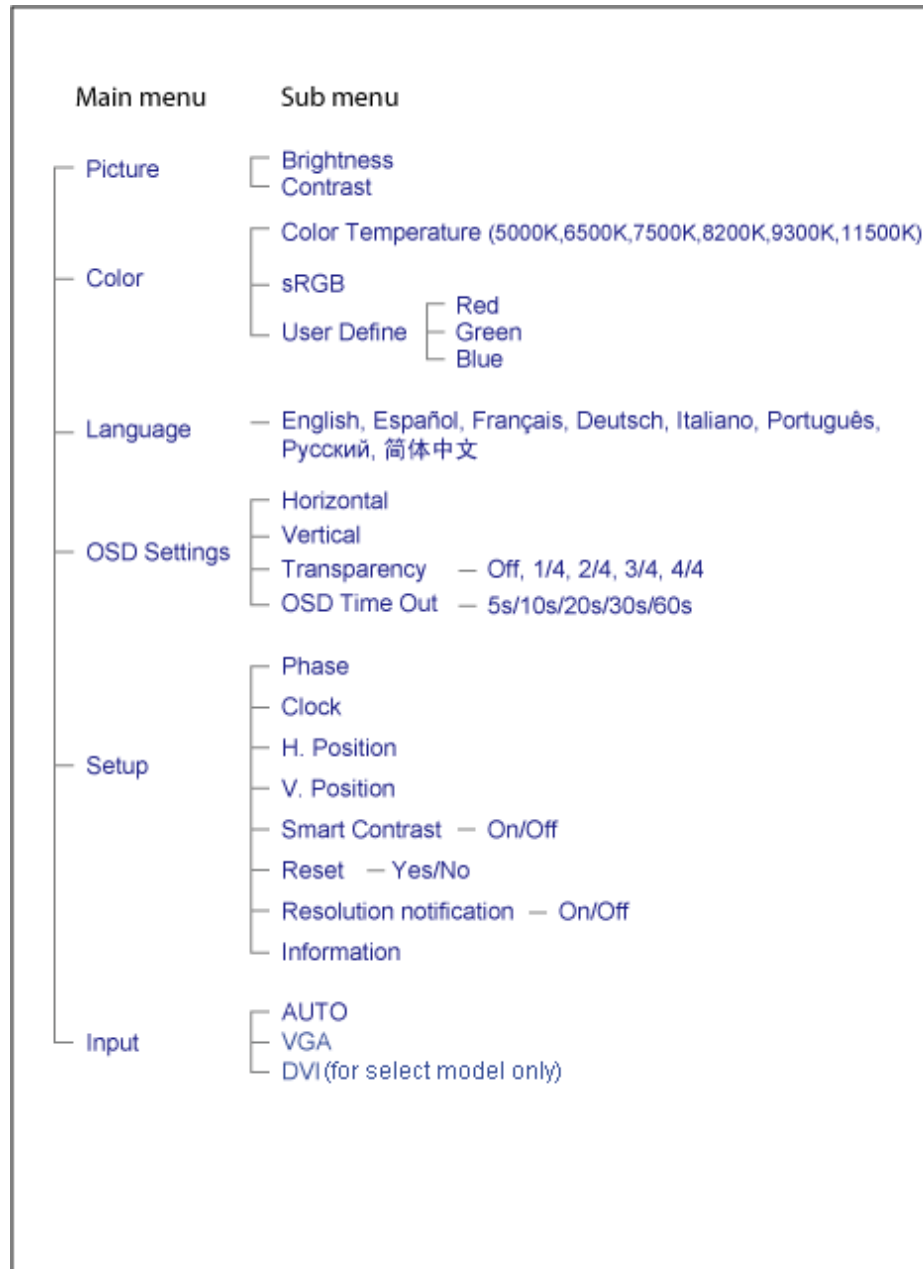 Main menu Sub menu
Picture Brightness
Contrast
Color Temperature (5000K,6500K,7500K,8200K,9300K,11500K)
Color sRGB
Red
User Define Green
Blue
Language English, Español, Français, Deutsch, Italiano, Português,
Русский, 简体中文
Horizontal
Vertical
OSD Settings
Transparency Off, 1/4, 2/4, 3/4, 4/4
OSD Time Out 5s/10s/20s/30s/60s
Phase
Clock
H. Position
Setup
V. Position
Smart Contrast On/Off
Reset Yes/No
Resolution notification On/Off
Information
AUTO
Input VGA
DVI(for select model only)